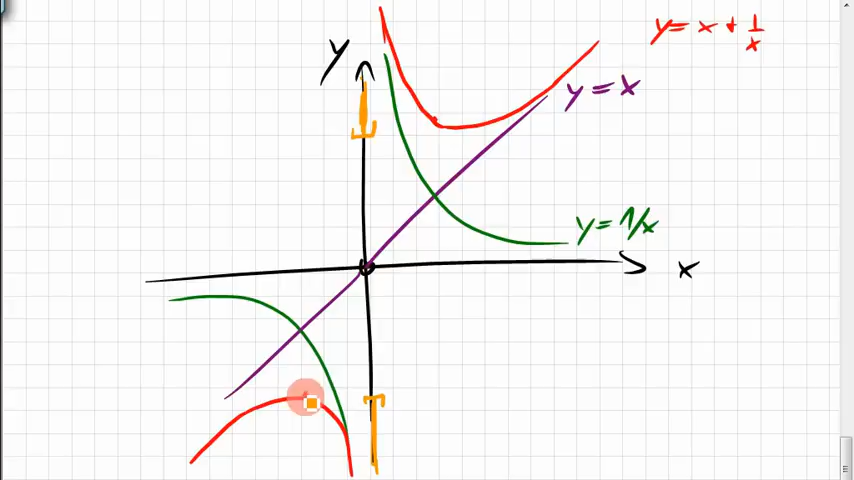 y = x + 1/x
y
y = x
y = 1/x
x